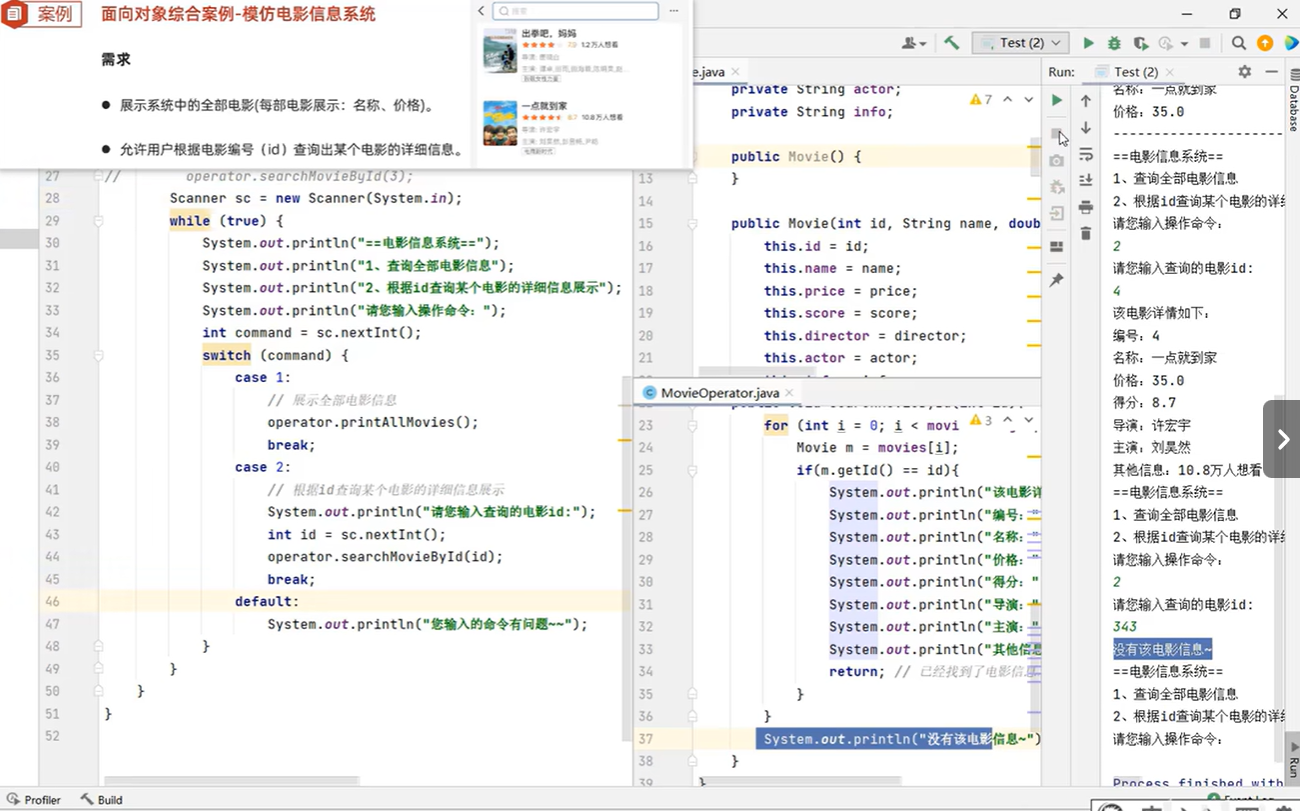 案例
面向对象综合案例-模仿电影信息系统
需求
● 展示系统中的全部电影(每部电影展示：名称、价格)。
● 允许用户根据电影编号（id）查询出某个电影的详细信息。
搜索
出拳吧，妈妈
7.0 1.2万人想看
导演：唐晓白
一点就到家
8.7 10.8万人想看
导演：许宏宇
Test (2)
27 // operator.searchMovieById(3);
28 Scanner sc = new Scanner(System.in);
29 while (true) {
30 System.out.println("==电影信息系统==");
31 System.out.println("1、查询全部电影信息");
32 System.out.println("2、根据id查询某个电影的详细信息展示");
33 System.out.println("请您输入操作命令：");
34 int command = sc.nextInt();
35 switch (command) {
36 case 1:
37 // 展示全部电影信息
38 operator.printAllMovies();
39 break;
40 case 2:
41 // 根据id查询某个电影的详细信息展示
42 System.out.println("请您输入查询的电影id:");
43 int id = sc.nextInt();
44 operator.searchMovieById(id);
45 break;
46 default:
47 System.out.println("您输入的命令有问题~~");
48 }
49 }
50 }
51 }
52
e.java
private String actor;
7
private String info;
public Movie() {
13 }
14
15 public Movie(int id, String name, doub
16 this.id = id;
17 this.name = name;
18 this.price = price;
19 this.score = score;
20 this.director = director;
21 this.actor = actor;
MovieOperator.java
3
23 for (int i = 0; i < movi
24 Movie m = movies[i];
25 if(m.getId() == id){
26 System.out.println("该电影详
27 System.out.println("编号："
28 System.out.println("名称："
29 System.out.println("价格："
30 System.out.println("得分："
31 System.out.println("导演："
32 System.out.println("主演："
33 System.out.println("其他信息
34 return; // 已经找到了电影信息
35 }
36 }
37 System.out.println("没有该电影信息~")
38 }
39 }
Run: Test (2)
名称：一点就到家
价格：35.0
----------------------
==电影信息系统==
1、查询全部电影信息
2、根据id查询某个电影的详细
请您输入操作命令：
2
请您输入查询的电影id:
4
该电影详情如下：
编号：4
名称：一点就到家
价格：35.0
得分：8.7
导演：许宏宇
主演：刘昊然
其他信息：10.8万人想看
==电影信息系统==
1、查询全部电影信息
2、根据id查询某个电影的详细
请您输入操作命令：
2
请您输入查询的电影id:
343
没有该电影信息~
==电影信息系统==
1、查询全部电影信息
2、根据id查询某个电影的详细
请您输入操作命令：
Process finished with
Database
Run
Profiler
Build
Event Log